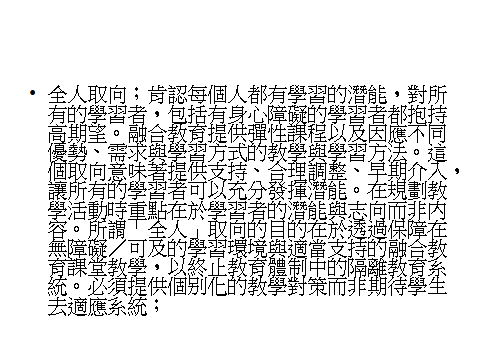 • 全人取向；肯認每個人都有學習的潛能，對所
有的學習者，包括有身心障礙的學習者都抱持
高期望。融合教育提供彈性課程以及因應不同
優勢、需求與學習方式的教學與學習方法。這
個取向意味著提供支持、合理調整、早期介入，
讓所有的學習者可以充分發揮潛能。在規劃教
學活動時重點在於學習者的潛能與志向而非內
容。所謂「全人」取向的目的在於透過保障在
無障礙／可及的學習環境與適當支持的融合教
育課堂教學，以終止教育體制中的隔離教育系
統。必須提供個別化的教學對策而非期待學生
去適應系統；